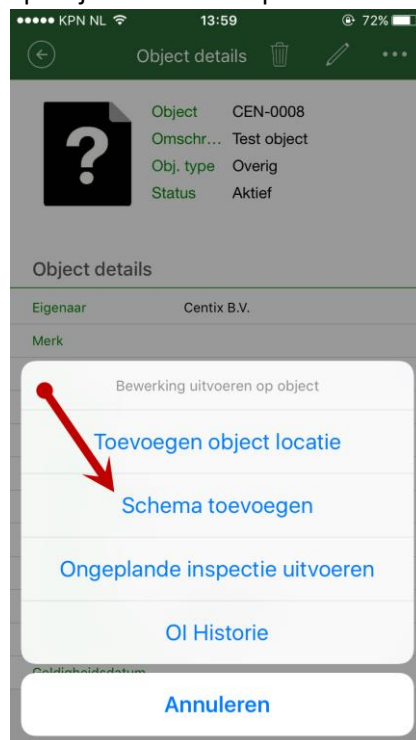 KPN NL 13:59 72%
Object details
Object CEN-0008
Omschr... Test object
Obj. type Overig
Status Aktief
?
Object details
Eigenaar Centix B.V.
Merk
Bewerking uitvoeren op object
Toevoegen object locatie
Schema toevoegen
Ongeplande inspectie uitvoeren
OI Historie
Geldigheidsdatum
Annuleren